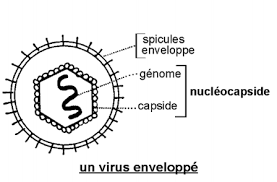 spicules
enveloppe
génome
nucléocapside
capside
un virus enveloppé